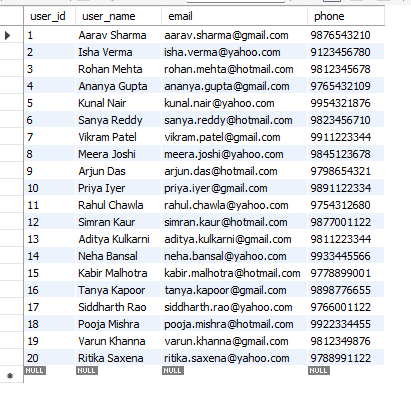 user_id user_name email phone
1 Aarav Sharma aarav.sharma@gmail.com 9876543210
2 Isha Verma isha.verma@yahoo.com 9123456780
3 Rohan Mehta rohan.mehta@hotmail.com 9812345678
4 Ananya Gupta ananya.gupta@gmail.com 9765432109
5 Kunal Nair kunal.nair@yahoo.com 9954321876
6 Sanya Reddy sanya.reddy@hotmail.com 9823456710
7 Vikram Patel vikram.patel@gmail.com 9911223344
8 Meera Joshi meera.joshi@yahoo.com 9845123678
9 Arjun Das arjun.das@hotmail.com 9798654321
10 Priya Iyer priya.iyer@gmail.com 9891122334
11 Rahul Chawla rahul.chawla@yahoo.com 9754312680
12 Simran Kaur simran.kaur@hotmail.com 9877001122
13 Aditya Kulkarni aditya.kulkarni@gmail.com 9811223344
14 Neha Bansal neha.bansal@yahoo.com 9933445566
15 Kabir Malhotra kabir.malhotra@hotmail.com 9778899001
16 Tanya Kapoor tanya.kapoor@gmail.com 9898776655
17 Siddharth Rao siddharth.rao@yahoo.com 9766001122
18 Pooja Mishra pooja.mishra@hotmail.com 9922334455
19 Varun Khanna varun.khanna@gmail.com 9812349876
20 Ritika Saxena ritika.saxena@yahoo.com 9788991122
NULL NULL NULL NULL